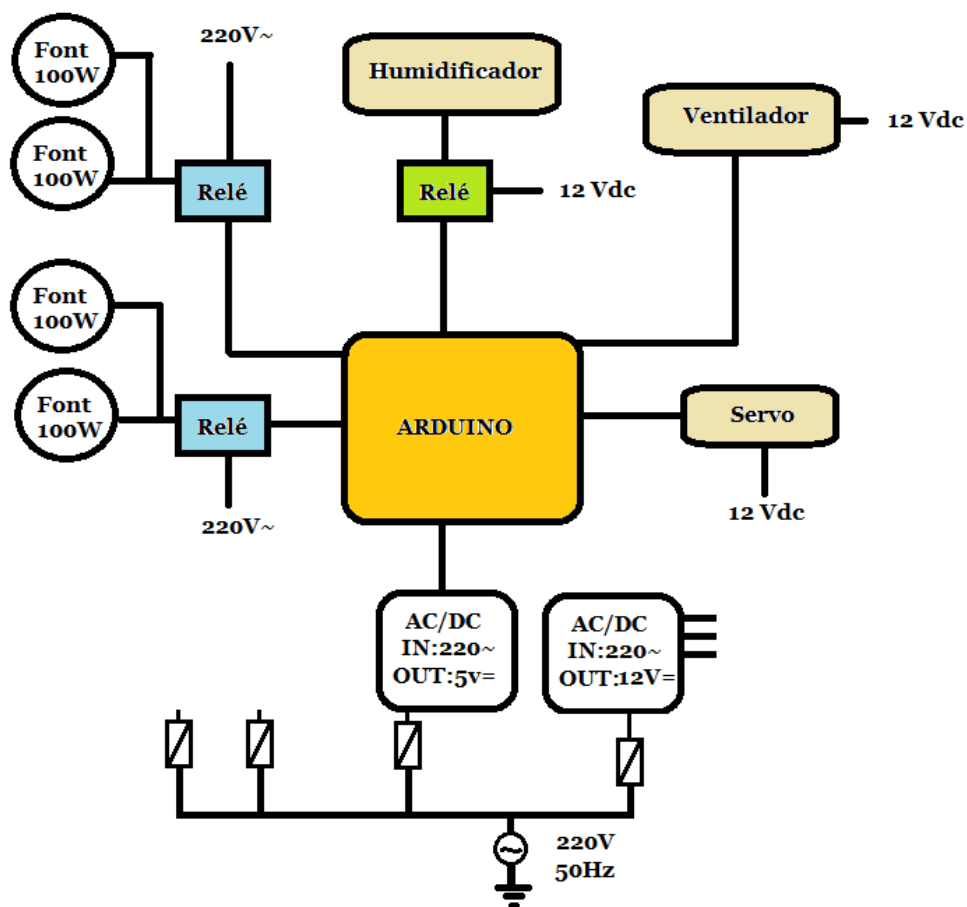 220V~
Font
100W
Font
100W
Relé
Humidificador
Relé
12 Vdc
Ventilador
12 Vdc
Font
100W
Font
100W
Relé
220V~
ARDUINO
Servo
12 Vdc
AC/DC
IN:220~
OUT:5v=
AC/DC
IN:220~
OUT:12V=
220V
50Hz